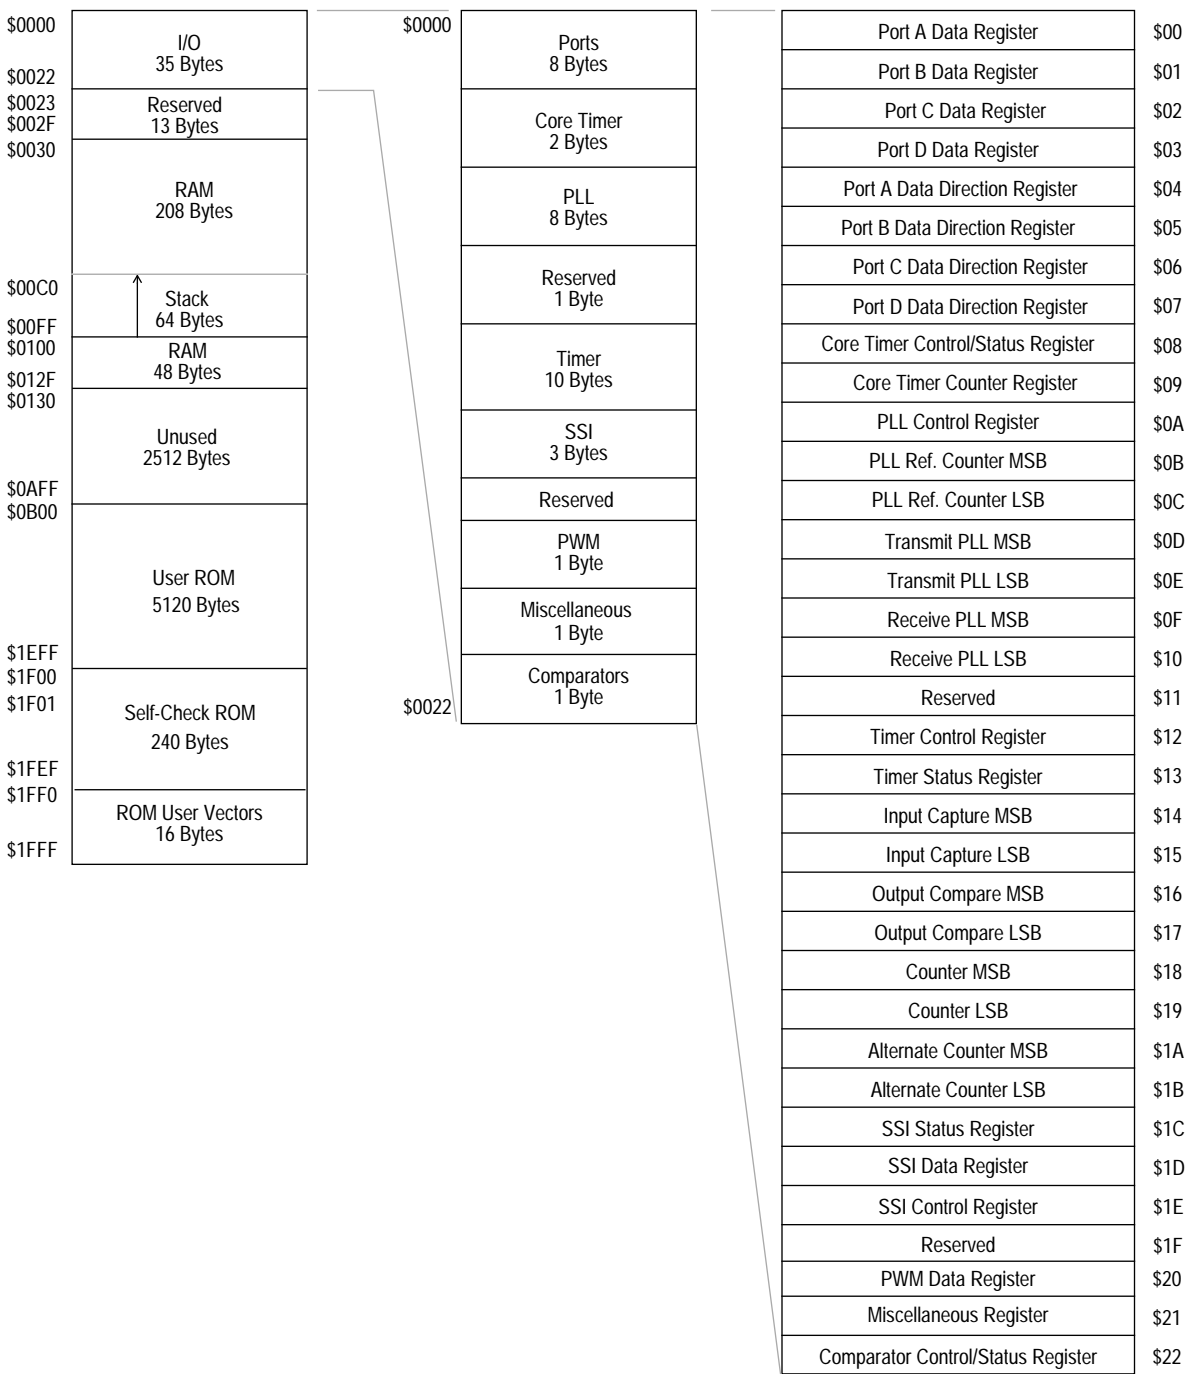 $0000
I/O
35 Bytes
$0022
$0023
Reserved
$002F
13 Bytes
$0030
RAM
208 Bytes
$00C0
Stack
64 Bytes
$00FF
$0100
RAM
48 Bytes
$012F
$0130
Unused
2512 Bytes
$0AFF
$0B00
User ROM
5120 Bytes
$1EFF
$1F00
$1F01
Self-Check ROM
240 Bytes
$1FEF
$1FF0
ROM User Vectors
16 Bytes
$1FFF
$0000
Ports
8 Bytes
Core Timer
2 Bytes
PLL
8 Bytes
Reserved
1 Byte
Timer
10 Bytes
SSI
3 Bytes
Reserved
PWM
1 Byte
Miscellaneous
1 Byte
Comparators
1 Byte
$0022
Port A Data Register $00
Port B Data Register $01
Port C Data Register $02
Port D Data Register $03
Port A Data Direction Register $04
Port B Data Direction Register $05
Port C Data Direction Register $06
Port D Data Direction Register $07
Core Timer Control/Status Register $08
Core Timer Counter Register $09
PLL Control Register $0A
PLL Ref. Counter MSB $0B
PLL Ref. Counter LSB $0C
Transmit PLL MSB $0D
Transmit PLL LSB $0E
Receive PLL MSB $0F
Receive PLL LSB $10
Reserved $11
Timer Control Register $12
Timer Status Register $13
Input Capture MSB $14
Input Capture LSB $15
Output Compare MSB $16
Output Compare LSB $17
Counter MSB $18
Counter LSB $19
Alternate Counter MSB $1A
Alternate Counter LSB $1B
SSI Status Register $1C
SSI Data Register $1D
SSI Control Register $1E
Reserved $1F
PWM Data Register $20
Miscellaneous Register $21
Comparator Control/Status Register $22